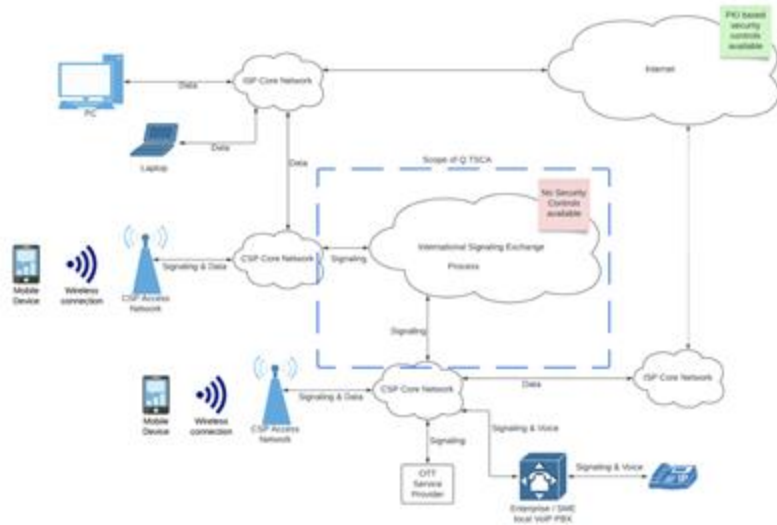 PKI based
security
controls
available
Internet
ISP Core Network
Data
PC
Data
Laptop
Data
Scope of Q TSCA
No Security
Controls
available
International Signaling Exchange
Process
CSP Core Network
Signaling
Signaling & Data
Mobile
Device
Wireless
connection
CSP Access
Network
Signaling
CSP Core Network
Data
ISP Core Network
Signaling & Data
Mobile
Device
Wireless
connection
CSP Access
Network
Signaling
Signaling & Voice
OTT
Service
Provider
Signaling & Voice
IP
Enterprise / SME
local VoIP PBX